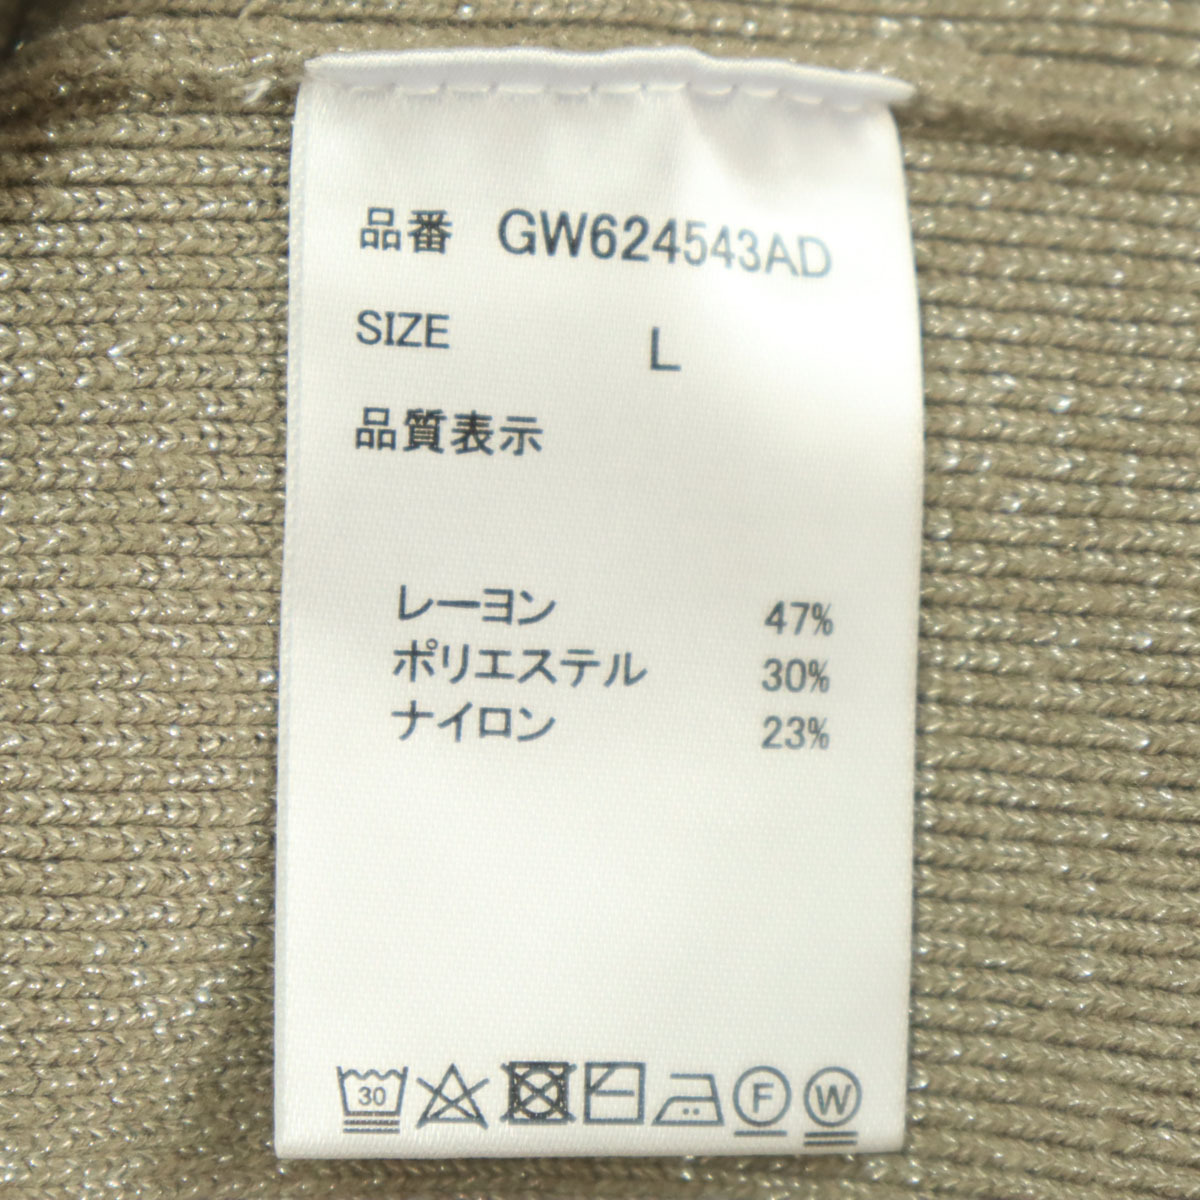 品番 GW624543AD
SIZE L
品質表示
レーヨン 47%
ポリエステル 30%
ナイロン 23%
30 F W